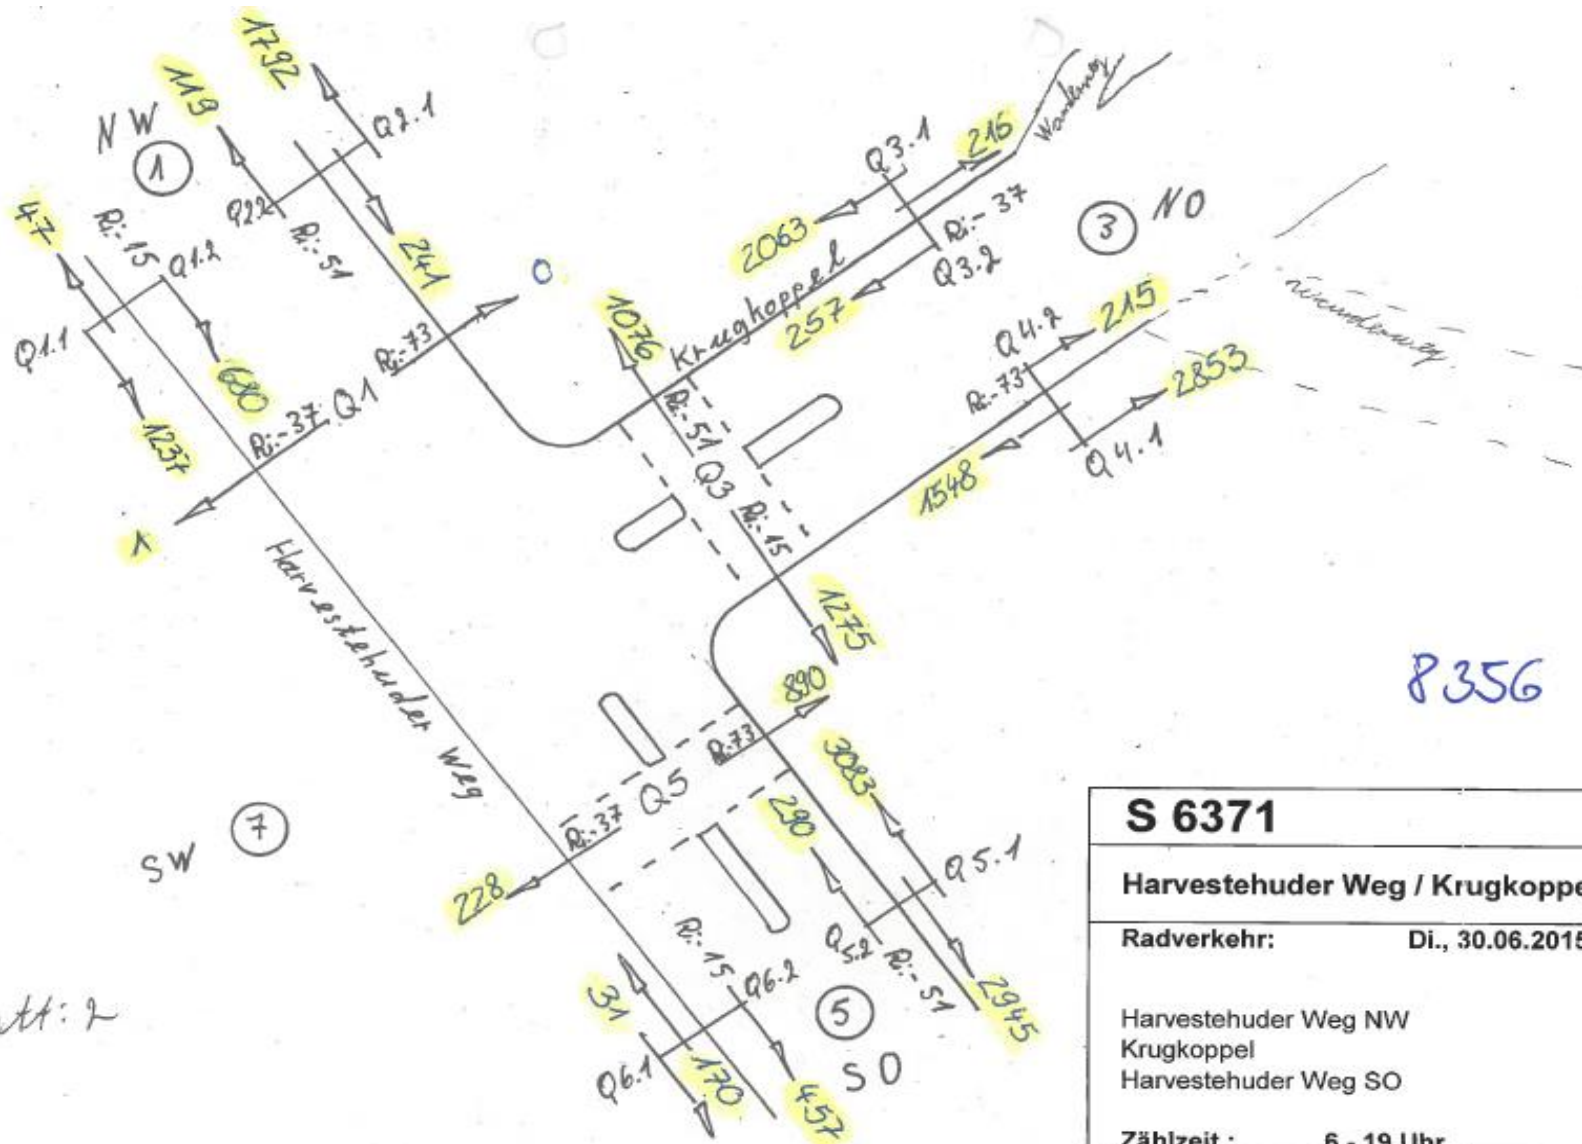 1792
119
NW
1
Q2.1
Q2.2
Ri.-51
241
47
Ri.-15
Q1.2
Q1.1
680
1237
Ri.-37
Q1
Ri.-73
0
Q3.1
216
2063
Ri.-37
Q3.2
257
3
NO
Krugkoppel
1076
Ri.-51
Q3
Ri.-15
1275
Q4.2
215
Ri.-73
2853
Q4.1
1548
Wanderweg
Harvestehuder Weg
890
Ri.-73
Q5
Ri.-37
228
3083
290
Q5.1
Q5.2
Ri.-51
2945
8356
7
SW
31
Ri.-15
Q6.2
Q6.1
170
457
5
SO
S 6371
Harvestehuder Weg / Krugkoppe
Radverkehr: Di., 30.06.2015
Harvestehuder Weg NW
Krugkoppel
Harvestehuder Weg SO
Zählzeit : 6 - 19 Uhr